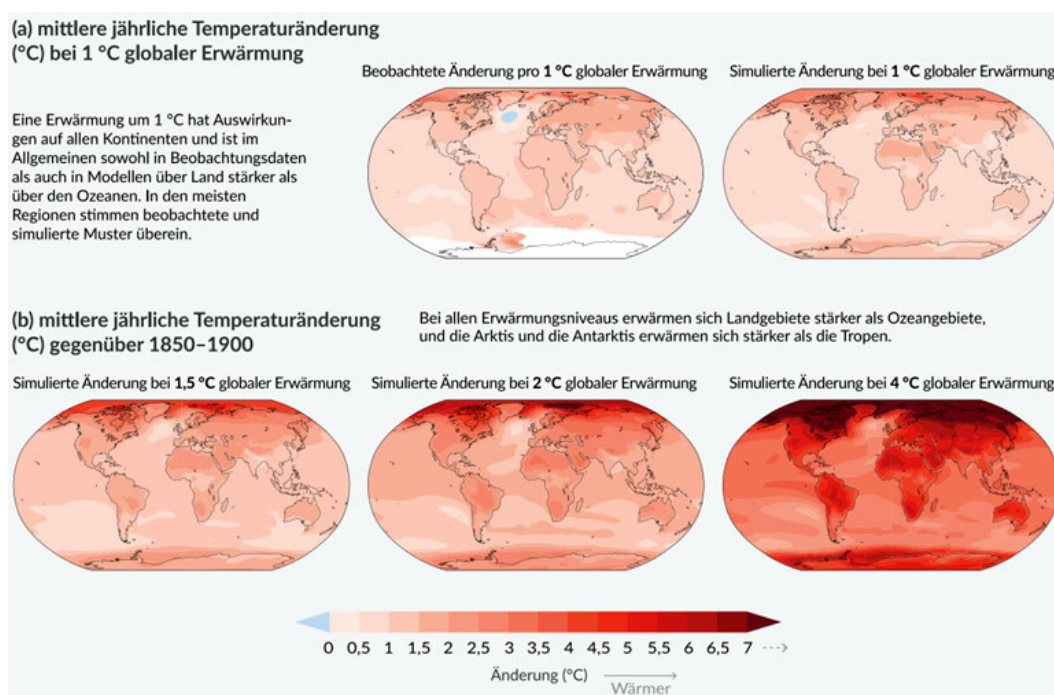 (a) mittlere jährliche Temperaturänderung
(°C) bei 1 °C globaler Erwärmung
Beobachtete Änderung pro 1 °C globaler Erwärmung
Simulierte Änderung bei 1 °C globaler Erwärmung
Eine Erwärmung um 1 °C hat Auswirkun-
gen auf allen Kontinenten und ist im
Allgemeinen sowohl in Beobachtungsdaten
als auch in Modellen über Land stärker als
über den Ozeanen. In den meisten
Regionen stimmen beobachtete und
simulierte Muster überein.
(b) mittlere jährliche Temperaturänderung
(°C) gegenüber 1850–1900
Bei allen Erwärmungsniveaus erwärmen sich Landgebiete stärker als Ozeangebiete,
und die Arktis und die Antarktis erwärmen sich stärker als die Tropen.
Simulierte Änderung bei 1,5 °C globaler Erwärmung
Simulierte Änderung bei 2 °C globaler Erwärmung
Simulierte Änderung bei 4 °C globaler Erwärmung
0 0,5 1 1,5 2 2,5 3 3,5 4 4,5 5 5,5 6 6,5 7
Änderung (°C)
Wärmer